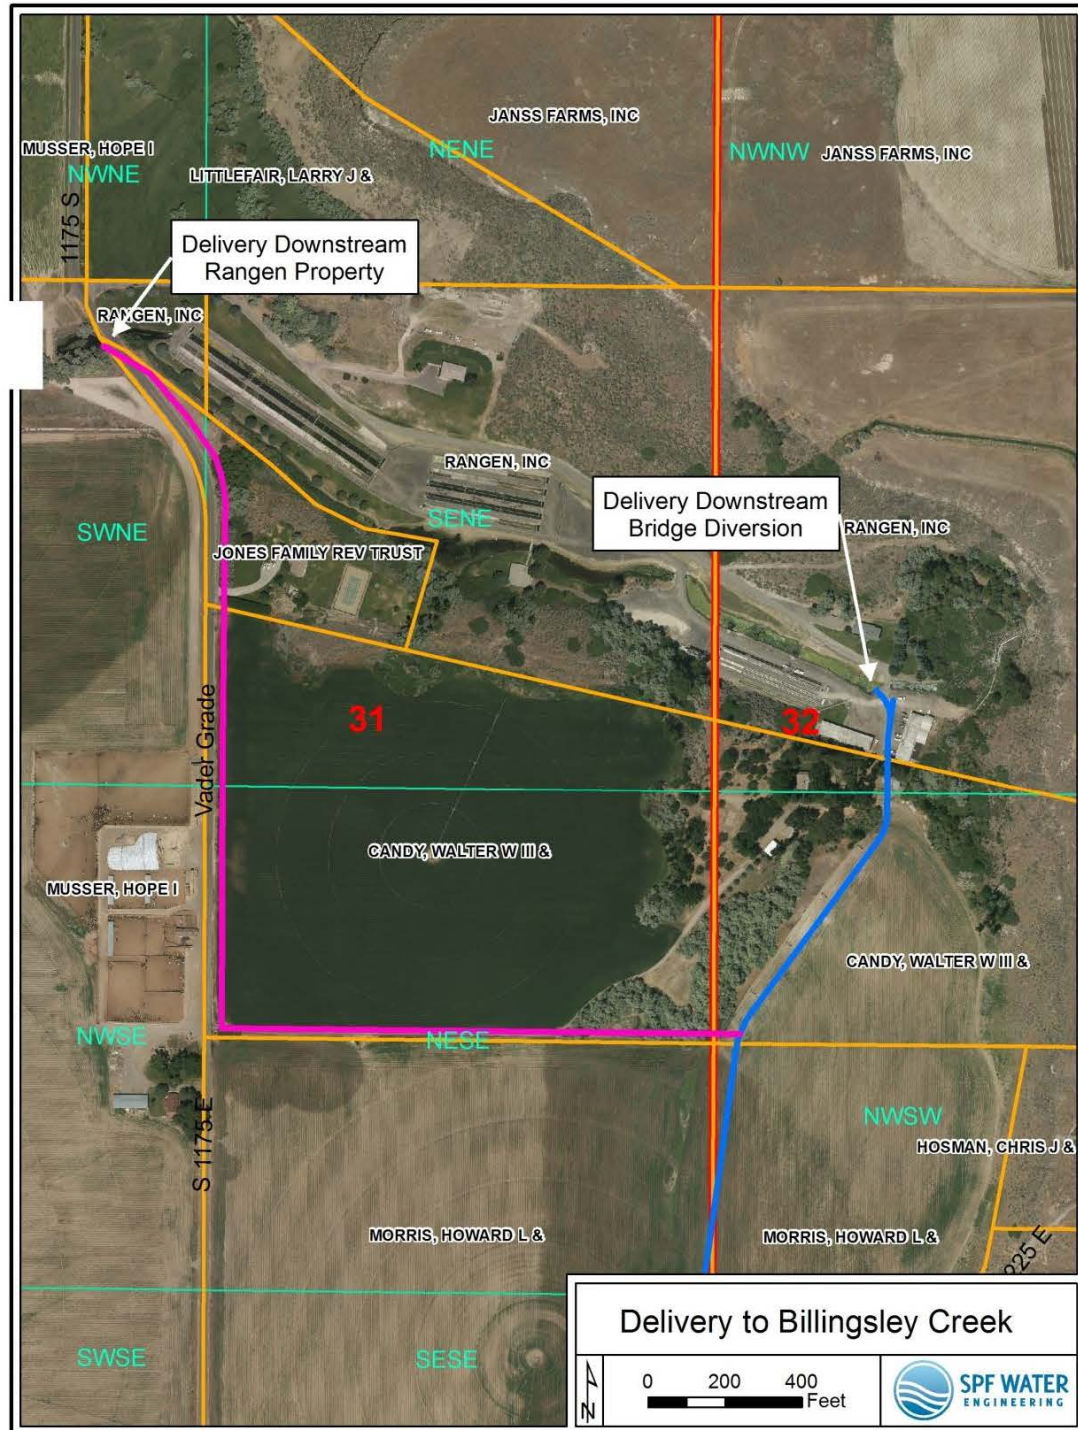 JANSS FARMS, INC
MUSSER, HOPE I
NENE
NWNW
JANSS FARMS, INC
NWNE
LITTLEFAIR, LARRY J &
1175 S
Delivery Downstream
Rangen Property
RANGEN, INC
RANGEN, INC
Delivery Downstream
Bridge Diversion
SENE
RANGEN, INC
SWNE
JONES FAMILY REV TRUST
31
32
Vader Grade
CANDY, WALTER W III &
MUSSER, HOPE I
CANDY, WALTER W III &
NWSE
NESE
NWSW
S 1175 E
HOSMAN, CHRIS J &
MORRIS, HOWARD L &
MORRIS, HOWARD L &
225 E
SWSE
SESE
Delivery to Billingsley Creek
N
0 200 400
Feet
SPF WATER
ENGINEERING